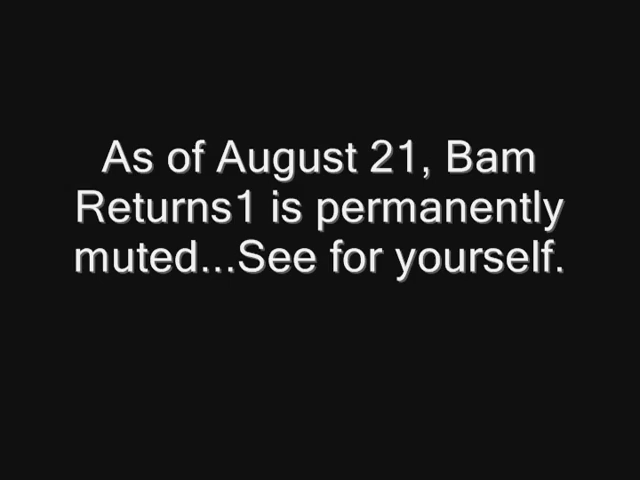 As of August 21, Bam
Returns1 is permanently
muted...See for yourself.